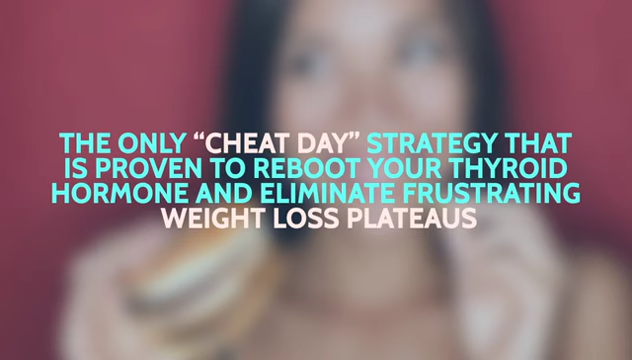 THE ONLY “CHEAT DAY” STRATEGY THAT
IS PROVEN TO REBOOT YOUR THYROID
HORMONE AND ELIMINATE FRUSTRATING
WEIGHT LOSS PLATEAUS